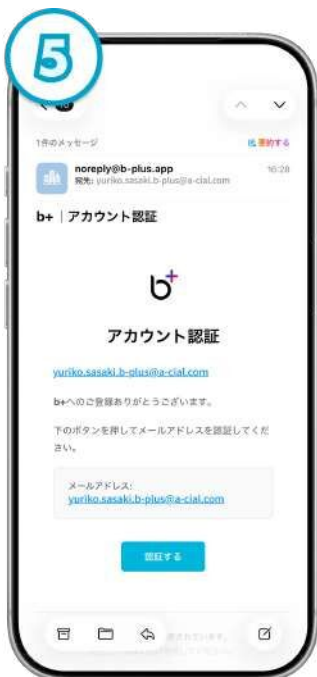 5
1件のメッセージ
要約する
noreply@b-plus.app
16:28
宛先: yuriko.sasaki.b-plus@a-cial.com
b+｜アカウント認証
b+
アカウント認証
yuriko.sasaki.b-plus@a-cial.com
b+へのご登録ありがとうございます。
下のボタンを押してメールアドレスを認証してくだ
さい。
メールアドレス:
yuriko.sasaki.b-plus@a-cial.com
認証する